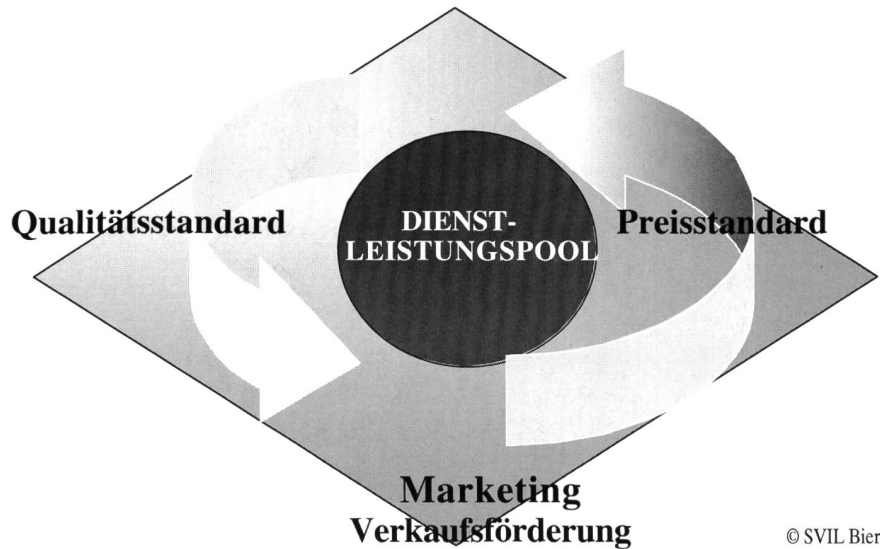 Qualitätsstandard
DIENST-
LEISTUNGSPOOL
Preisstandard
Marketing
Verkaufsförderung
© SVIL Bier